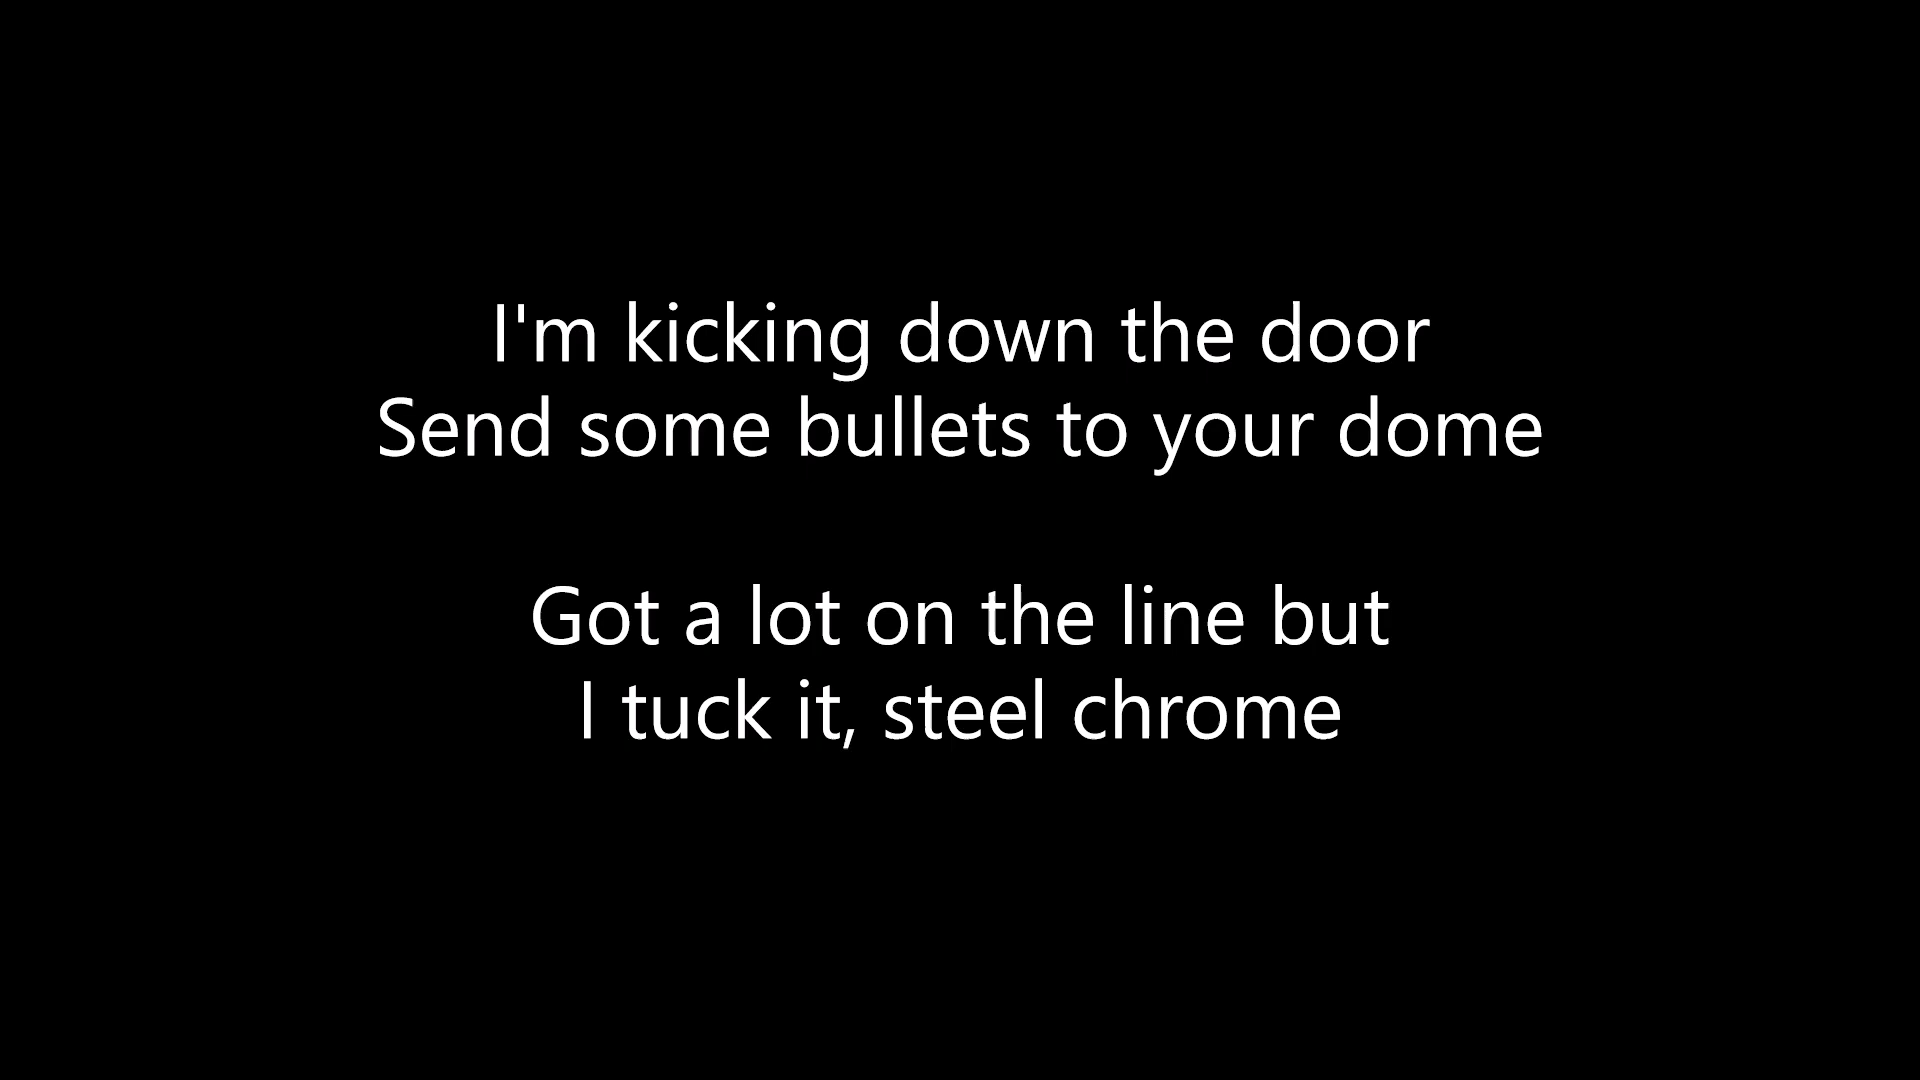 I'm kicking down the door
Send some bullets to your dome
Got a lot on the line but
I tuck it, steel chrome